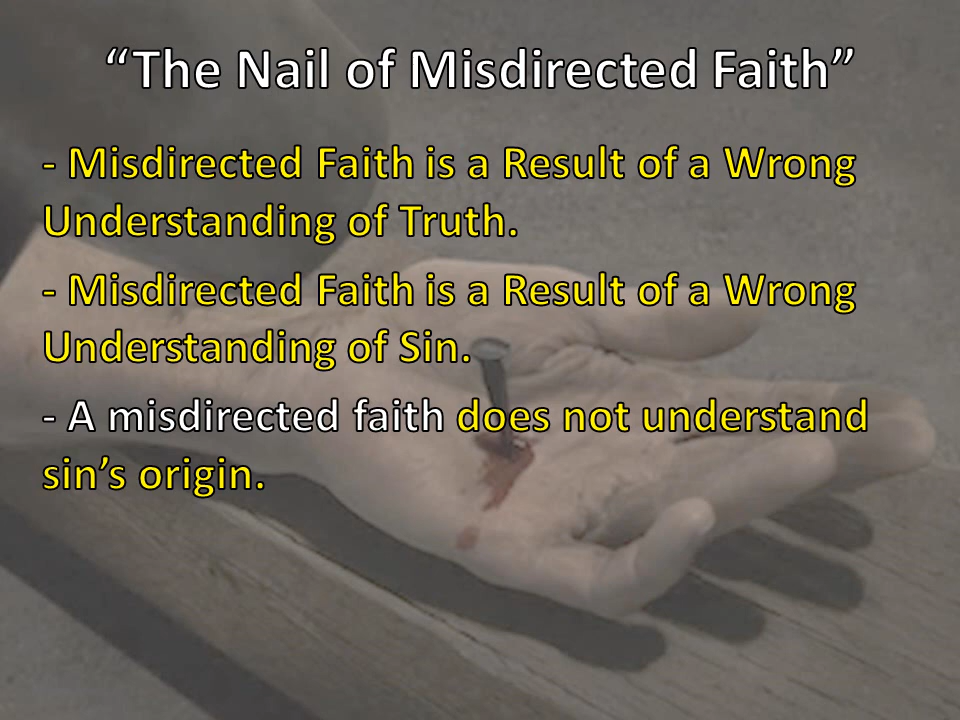 “The Nail of Misdirected Faith”
- Misdirected Faith is a Result of a Wrong
Understanding of Truth.
- Misdirected Faith is a Result of a Wrong
Understanding of Sin.
- A misdirected faith does not understand
sin’s origin.